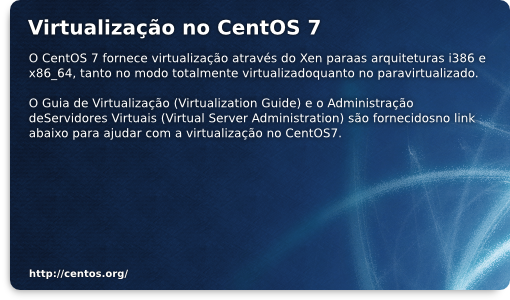 Virtualização no CentOS 7
O CentOS 7 fornece virtualização através do Xen paraas arquiteturas i386 e
x86_64, tanto no modo totalmente virtualizadoquanto no paravirtualizado.
O Guia de Virtualização (Virtualization Guide) e o Administração
deServidores Virtuais (Virtual Server Administration) são fornecidosno link
abaixo para ajudar com a virtualização no CentOS7.
http://centos.org/